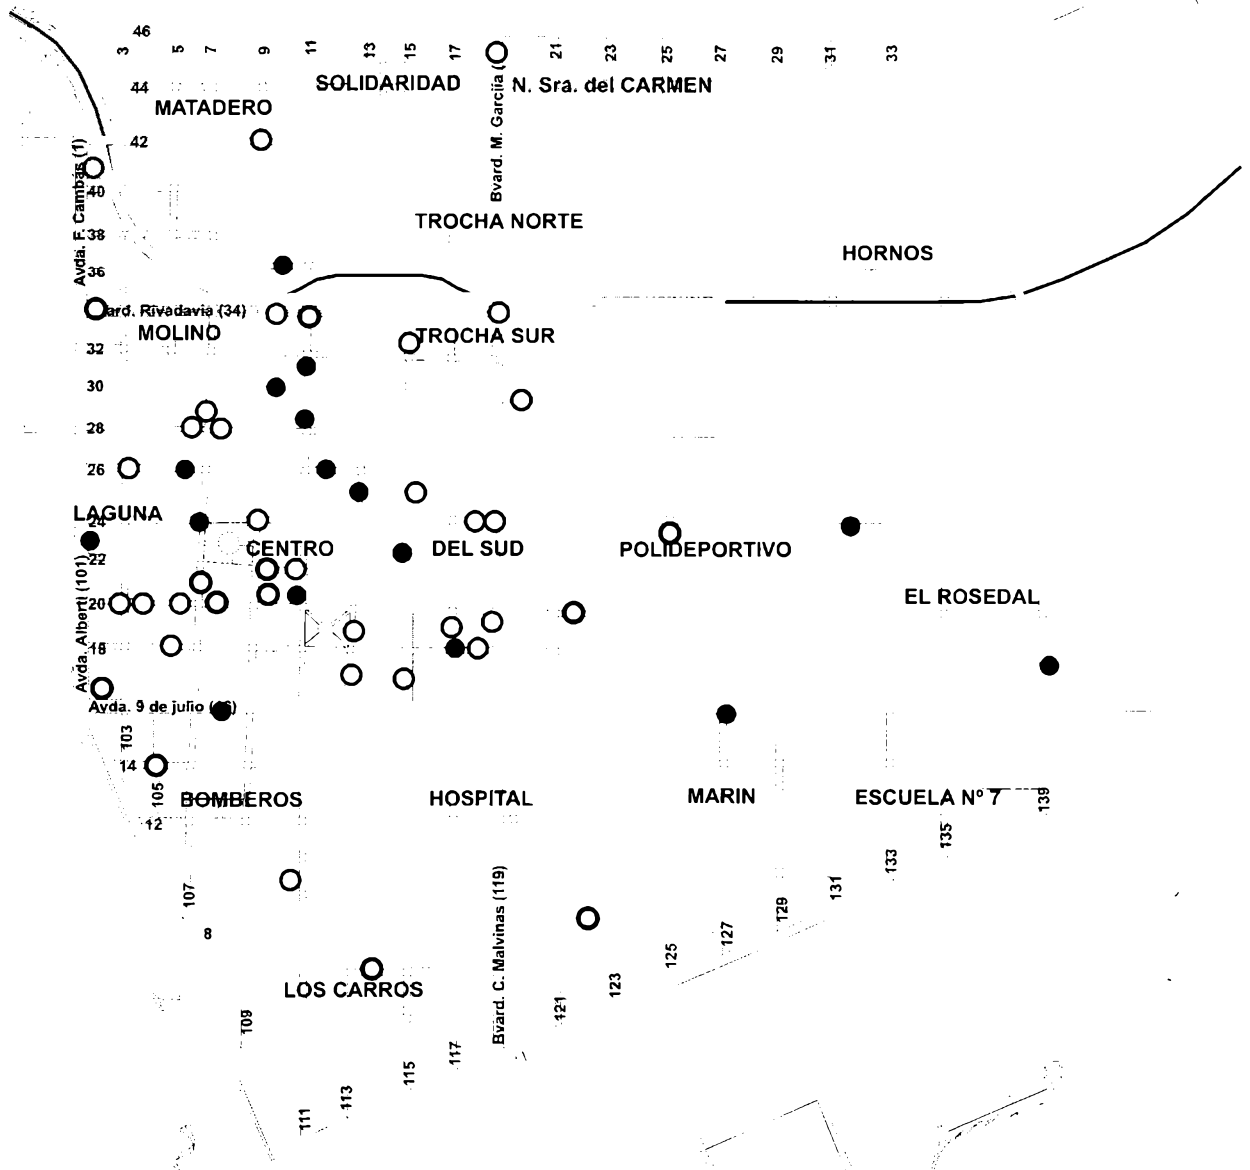 46
3 5 7 9 11 13 15 17 21 23 25 27 29 31 33
44
SOLIDARIDAD
N. Sra. del CARMEN
MATADERO
42
Avda. F. Cambas (1)
Bvard. M. Garciia (
40
TROCHA NORTE
38
HORNOS
36
ard. Rivadavia (34)
MOLINO
TROCHA SUR
32
30
28
26
LAGUNA
24
CENTRO
DEL SUD
POLIDEPORTIVO
22
Avda. Alberti (101)
20
EL ROSEDAL
18
Avda. 9 de julio (16)
103
14
105
BOMBEROS
HOSPITAL
MARIN
ESCUELA Nº 7
139
12
135
133
131
107
129
8
127
Bvard. C. Malvinas (119)
125
LOS CARROS
123
121
109
117
115
113
111